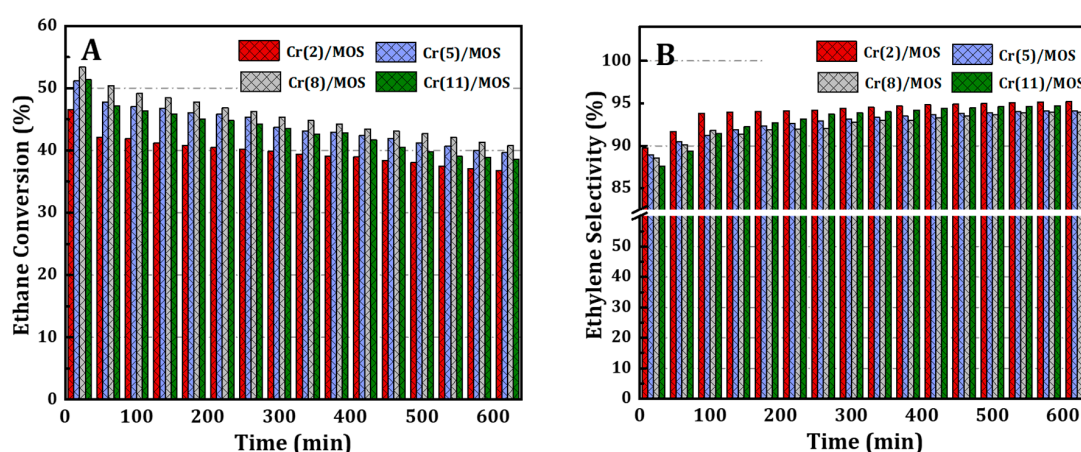 A
Cr(2)/MOS Cr(5)/MOS
Cr(8)/MOS Cr(11)/MOS
Ethane Conversion (%)
60
50
40
30
20
10
0
0 100 200 300 400 500 600
Time (min)
B
Cr(2)/MOS Cr(5)/MOS
Cr(8)/MOS Cr(11)/MOS
Ethylene Selectivity (%)
100
95
90
85
50
40
30
20
10
0
0 100 200 300 400 500 600
Time (min)